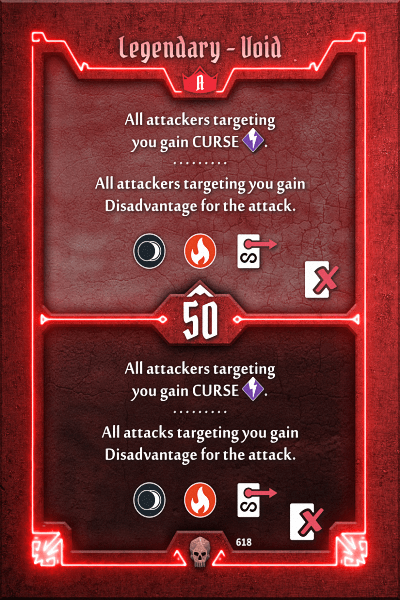 Legendary - Void
A
All attackers targeting
you gain CURSE .
All attackers targeting you gain
Disadvantage for the attack.
50
All attackers targeting
you gain CURSE .
All attacks targeting you gain
Disadvantage for the attack.
618